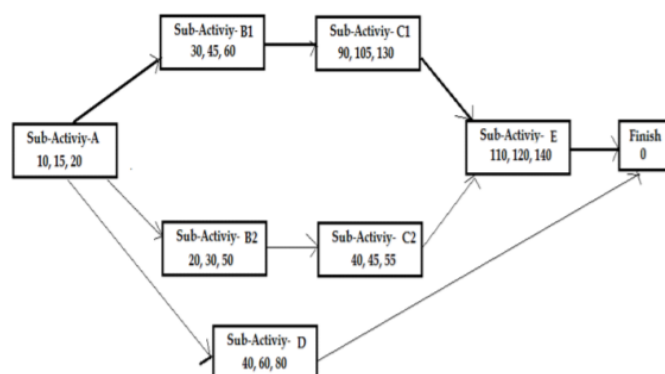 Sub-Activiy- B1
30, 45, 60
Sub-Activiy- C1
90, 105, 130
Sub-Activiy-A
10, 15, 20
Sub-Activiy- E
110, 120, 140
Finish
0
Sub-Activiy- B2
20, 30, 50
Sub-Activiy- C2
40, 45, 55
Sub-Activiy- D
40, 60, 80